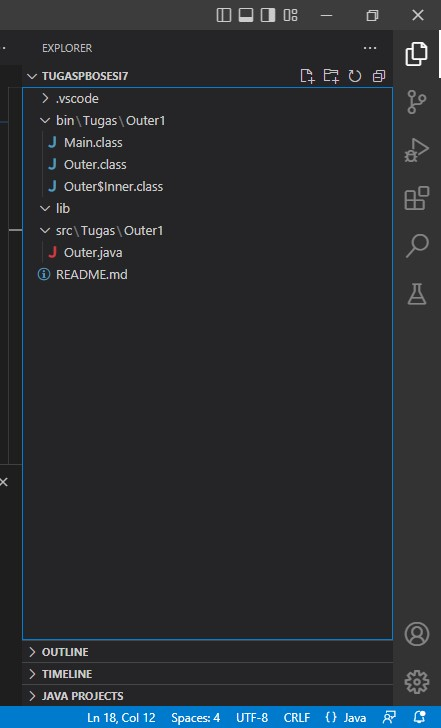 EXPLORER
TUGASPBOSESI7
.vscode
bin\Tugas\Outer1
Main.class
Outer.class
Outer$Inner.class
lib
src\Tugas\Outer1
Outer.java
README.md
OUTLINE
TIMELINE
JAVA PROJECTS
Ln 18, Col 12 Spaces: 4 UTF-8 CRLF {} Java